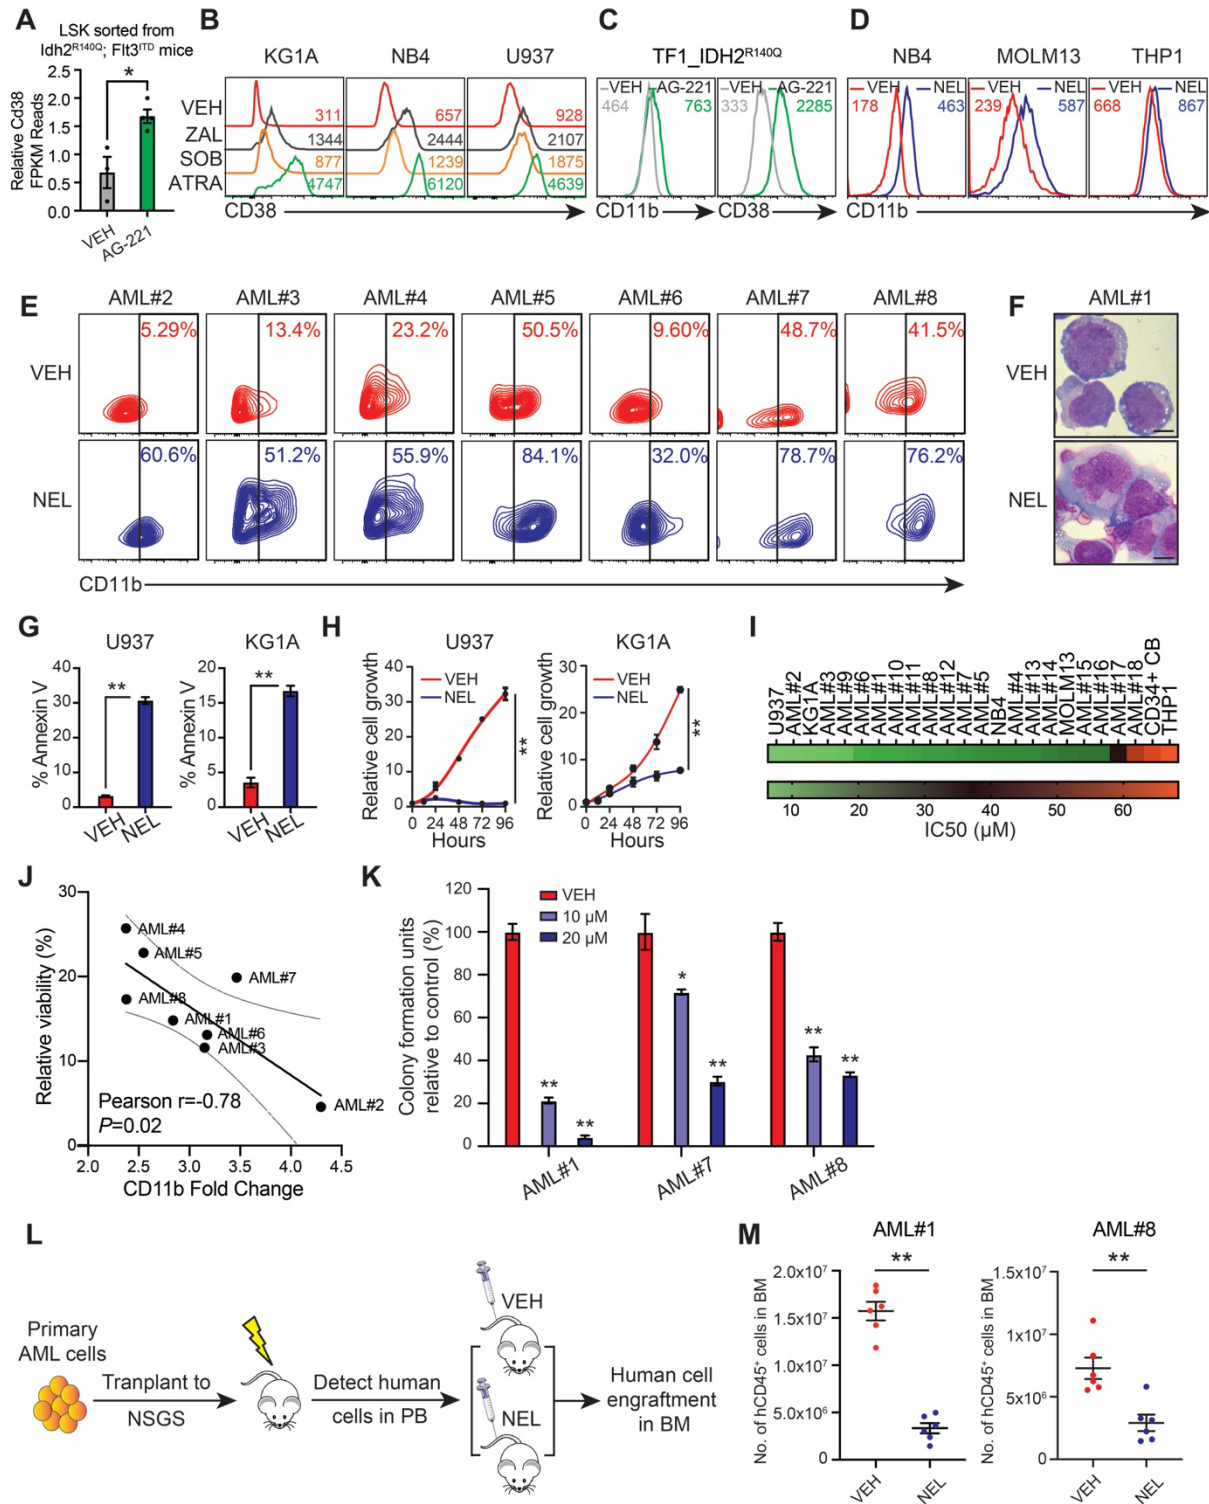 A
LSK sorted from
Idh2R140Q; Flt3ITD mice
Relative Cd38
FPKM Reads
2.5
2.0
1.5
1.0
0.5
0.0
*
VEH
AG-221
B
KG1A NB4 U937
VEH 311 657 928
ZAL 1344 2444 2107
SOB 877 1239 1875
ATRA 4747 6120 4639
CD38
C
TF1_IDH2R140Q
VEH AG-221 VEH AG-221
464 763 333 2285
CD11b CD38
D
NB4 MOLM13 THP1
VEH NEL VEH NEL VEH NEL
178 463 239 587 668 867
CD11b
E
AML#2 AML#3 AML#4 AML#5 AML#6 AML#7 AML#8
VEH 5.29% 13.4% 23.2% 50.5% 9.60% 48.7% 41.5%
NEL 60.6% 51.2% 55.9% 84.1% 32.0% 78.7% 76.2%
CD11b
F
AML#1
VEH
NEL
G
U937
% Annexin V
40
30
20
10
0
**
VEH
NEL
KG1A
% Annexin V
20
15
10
5
0
**
VEH
NEL
H
U937
Relative cell growth
40
30
20
10
0
VEH
NEL
**
0 24 48 72 96
Hours
KG1A
Relative cell growth
30
20
10
0
VEH
NEL
**
0 24 48 72 96
Hours
I
U937
AML#2
KG1A
AML#3
AML#9
AML#6
AML#1
AML#10
AML#11
AML#8
AML#12
AML#7
AML#5
NB4
AML#4
AML#13
AML#14
MOLM13
AML#15
AML#16
AML#17
AML#18
CD34+ CB
THP1
10 20 30 40 50 60
IC50 (µM)
J
Relative viability (%)
30
20
10
0
AML#4
AML#5
AML#7
AML#8
AML#1
AML#6
AML#3
AML#2
Pearson r=-0.78
P=0.02
2.0 2.5 3.0 3.5 4.0 4.5
CD11b Fold Change
K
Colony formation units
relative to control (%)
120
100
80
60
40
20
0
VEH
10 µM
20 µM
** **
* **
** **
AML#1
AML#7
AML#8
L
Primary
AML cells
Tranplant to
NSGS
Detect human
cells in PB
VEH
NEL
Human cell
engraftment
in BM
M
AML#1
No. of hCD45+ cells in BM
2.0x10⁷
1.5x10⁷
1.0x10⁷
5.0x10⁶
0
**
VEH
NEL
AML#8
No. of hCD45+ cells in BM
1.5x10⁷
1x10⁷
5x10⁶
0
**
VEH
NEL